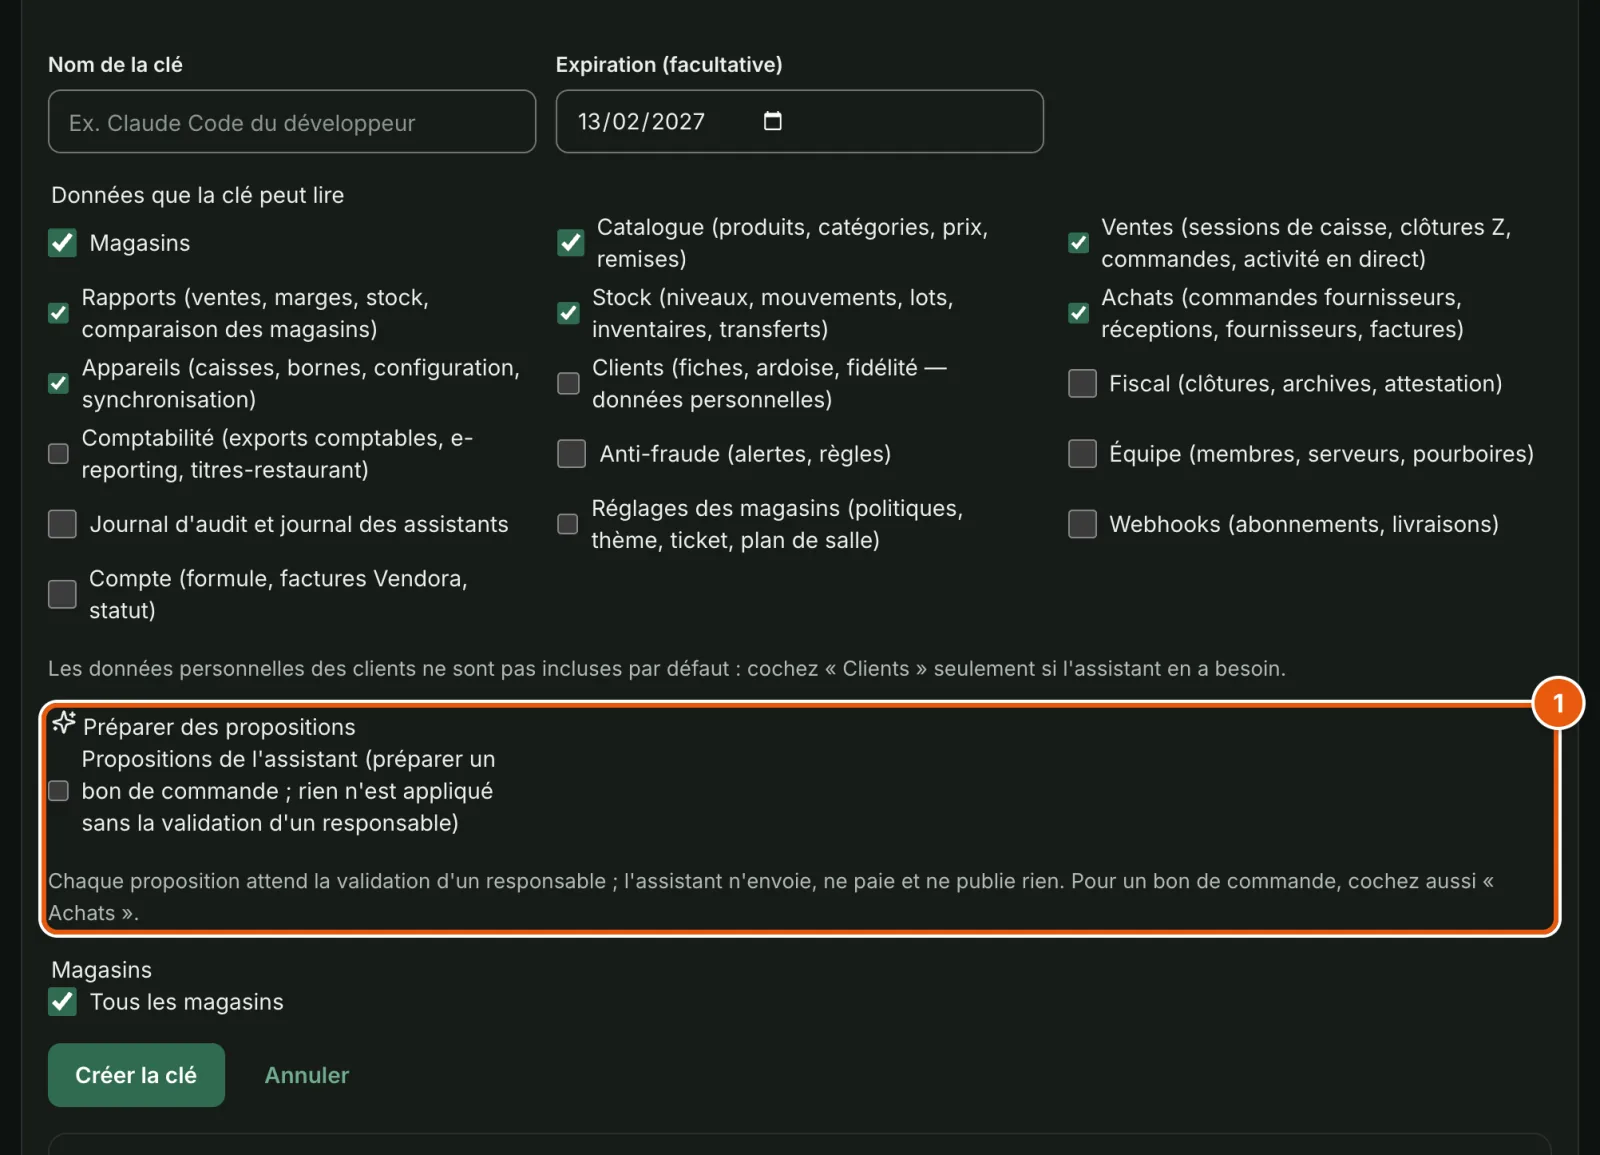 Nom de la clé
Expiration (facultative)
Ex. Claude Code du développeur
13/02/2027
Données que la clé peut lire
Magasins
Catalogue (produits, catégories, prix,
remises)
Ventes (sessions de caisse, clôtures Z,
commandes, activité en direct)
Rapports (ventes, marges, stock,
comparaison des magasins)
Stock (niveaux, mouvements, lots,
inventaires, transferts)
Achats (commandes fournisseurs,
réceptions, fournisseurs, factures)
Appareils (caisses, bornes, configuration,
synchronisation)
Clients (fiches, ardoise, fidélité —
données personnelles)
Fiscal (clôtures, archives, attestation)
Comptabilité (exports comptables, e-
reporting, titres-restaurant)
Anti-fraude (alertes, règles)
Équipe (membres, serveurs, pourboires)
Journal d'audit et journal des assistants
Réglages des magasins (politiques,
thème, ticket, plan de salle)
Webhooks (abonnements, livraisons)
Compte (formule, factures Vendora,
statut)
Les données personnelles des clients ne sont pas incluses par défaut : cochez « Clients » seulement si l'assistant en a besoin.
1
Préparer des propositions
Propositions de l'assistant (préparer un
bon de commande ; rien n'est appliqué
sans la validation d'un responsable)
Chaque proposition attend la validation d'un responsable ; l'assistant n'envoie, ne paie et ne publie rien. Pour un bon de commande, cochez aussi «
Achats ».
Magasins
Tous les magasins
Créer la clé
Annuler